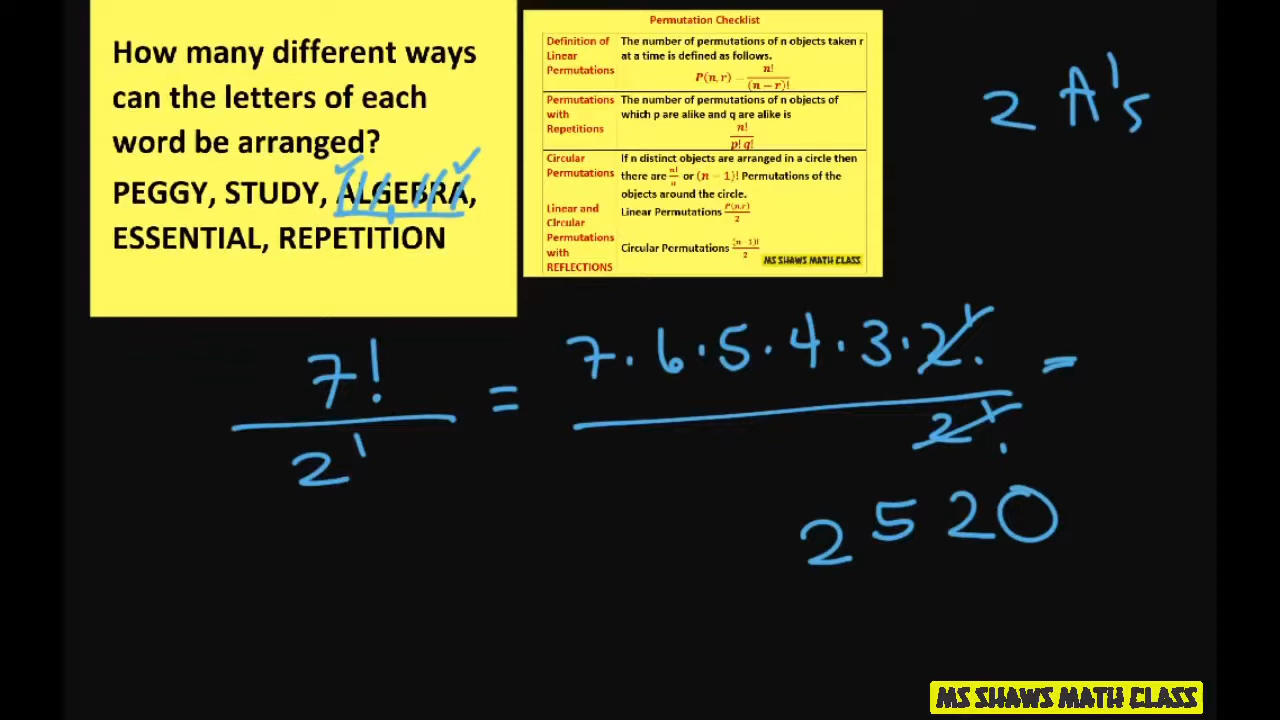 How many different ways
can the letters of each
word be arranged?
PEGGY, STUDY, ALGEBRA,
ESSENTIAL, REPETITION
Permutation Checklist
Definition of Linear Permutations
The number of permutations of n objects taken r
at a time is defined as follows.
P(n,r) = n!/(n−r)!
Permutations with Repetitions
The number of permutations of n objects of
which p are alike and q are alike is
n!/p!q!
Circular Permutations
If n distinct objects are arranged in a circle then
there are n!/n or (n − 1)! Permutations of the
objects around the circle.
Linear and Circular Permutations with REFLECTIONS
Linear Permutations P(n,r)/2
Circular Permutations (n−1)!/2
MS SHAWS MATH CLASS
2 A's
7!/2! = 7·6·5·4·3·2!/2! =
2520
MS SHAWS MATH CLASS